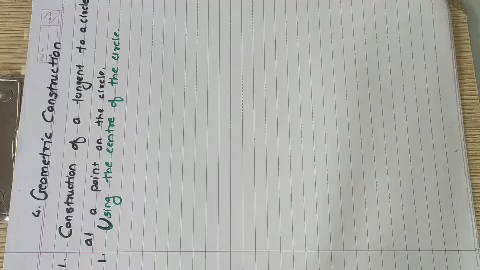 4. Geometric Construction
1. Construction of a tangent to a circle
at a point on the circle.
1. Using the centre of the circle.